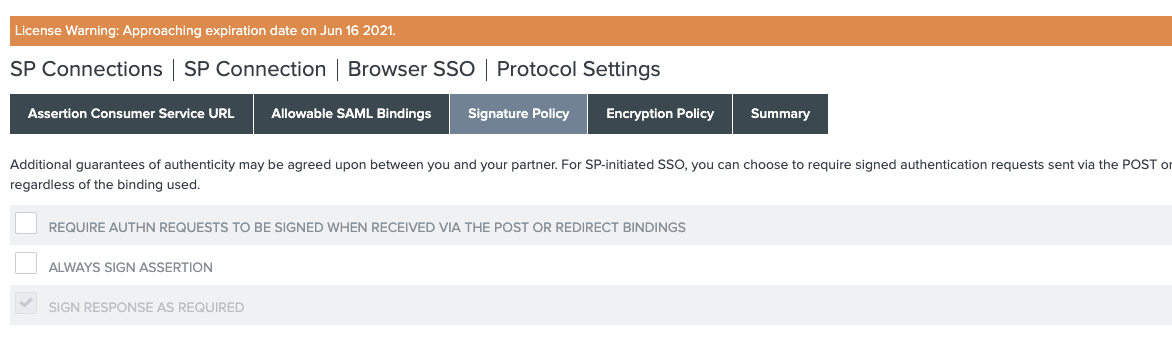 License Warning: Approaching expiration date on Jun 16 2021.
SP Connections | SP Connection | Browser SSO | Protocol Settings
Assertion Consumer Service URL Allowable SAML Bindings Signature Policy Encryption Policy Summary
Additional guarantees of authenticity may be agreed upon between you and your partner. For SP-initiated SSO, you can choose to require signed authentication requests sent via the POST or
regardless of the binding used.
REQUIRE AUTHN REQUESTS TO BE SIGNED WHEN RECEIVED VIA THE POST OR REDIRECT BINDINGS
ALWAYS SIGN ASSERTION
SIGN RESPONSE AS REQUIRED